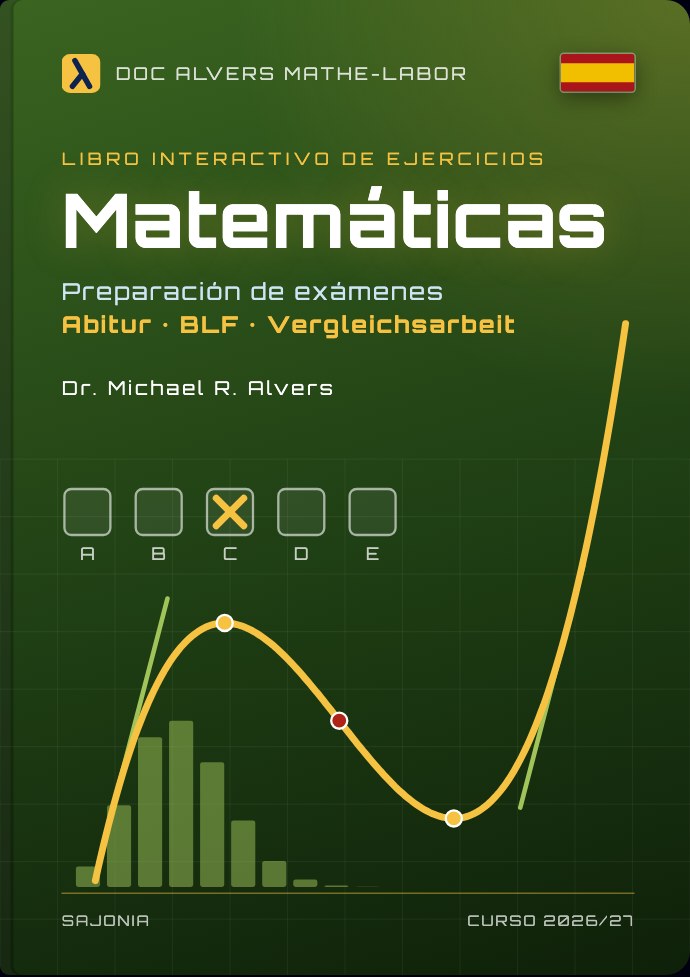 λ DOC ALVERS MATHE-LABOR
LIBRO INTERACTIVO DE EJERCICIOS
Matemáticas
Preparación de exámenes
Abitur · BLF · Vergleichsarbeit
Dr. Michael R. Alvers
A B C D E
SAJONIA CURSO 2026/27